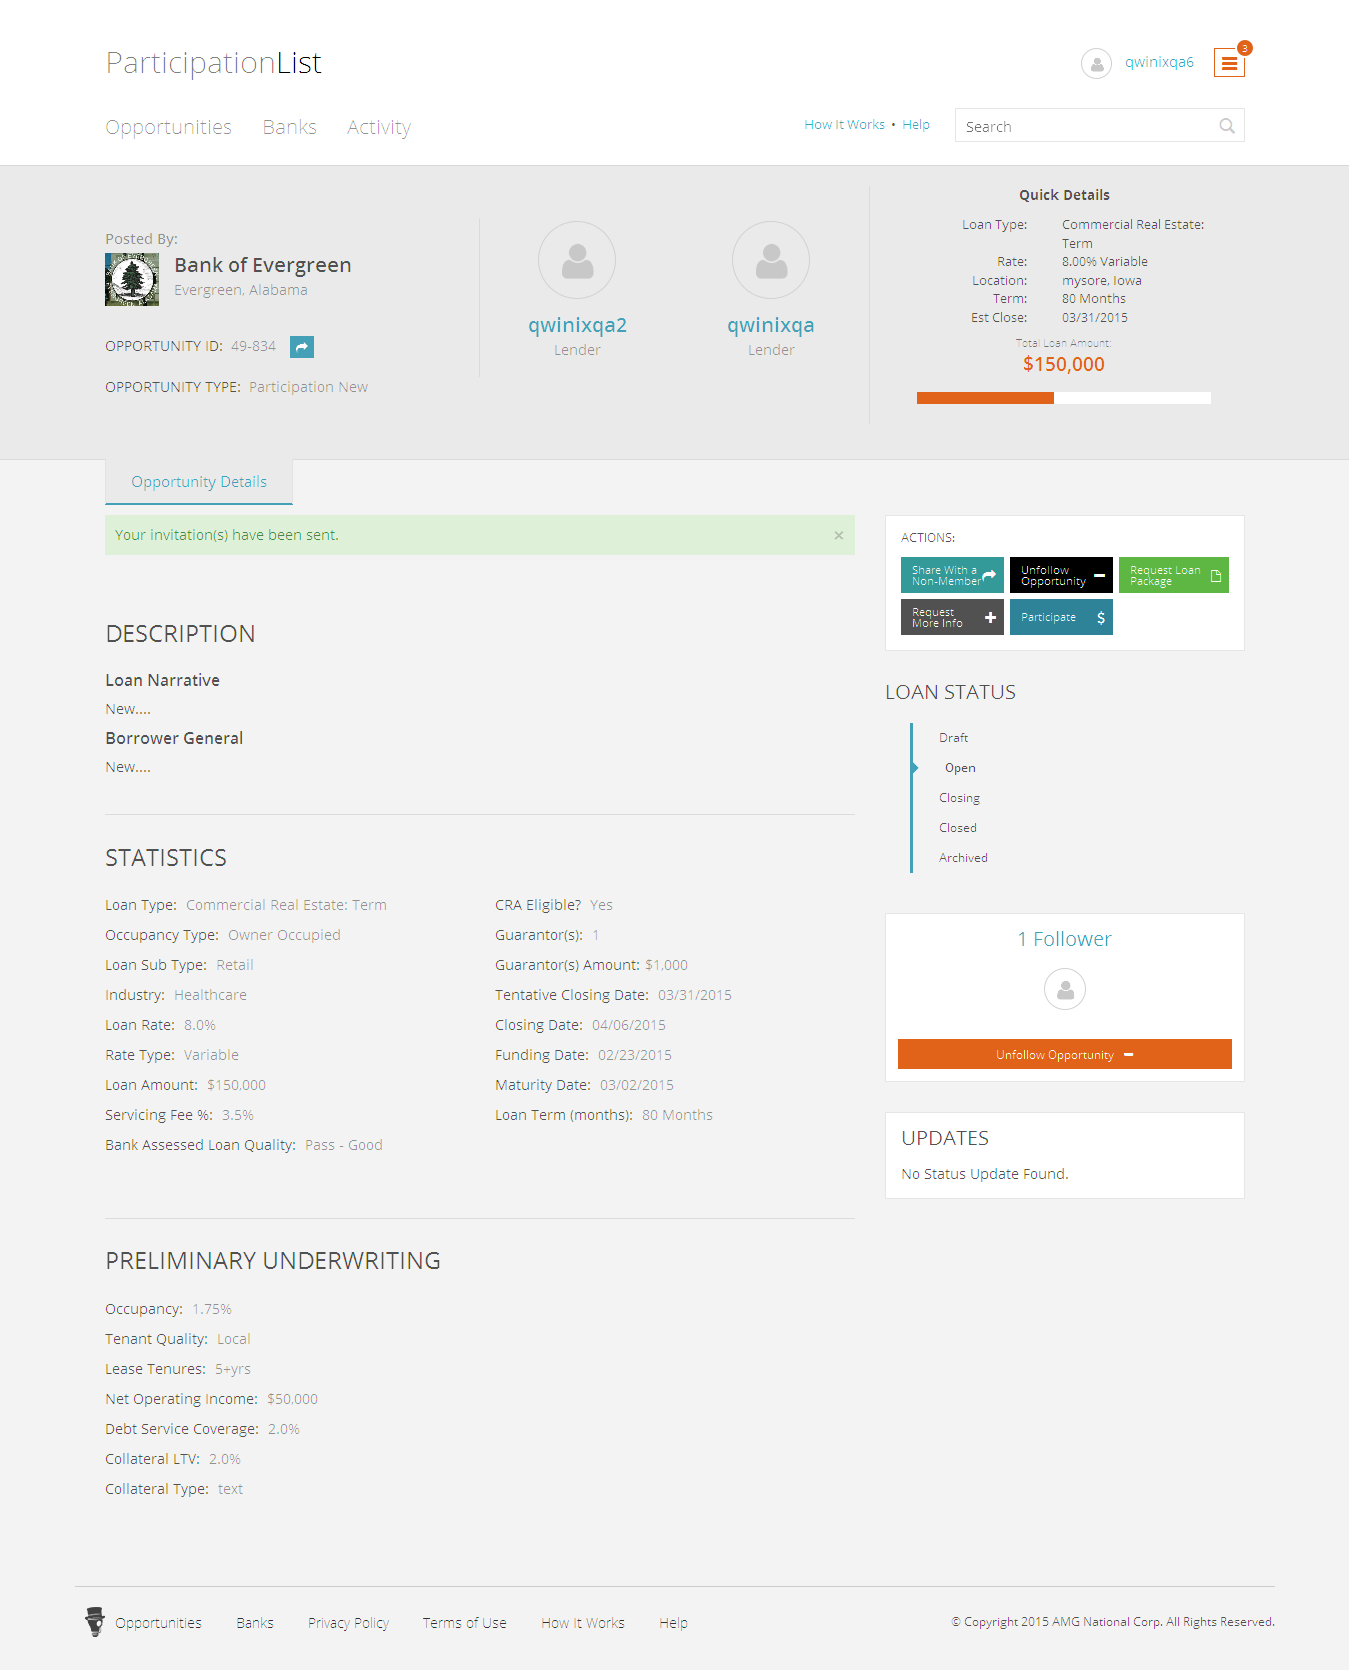 ParticipationList
qwinixqa6
3
Opportunities Banks Activity
How It Works • Help
Search
Posted By:
Bank of Evergreen
Evergreen, Alabama
OPPORTUNITY ID: 49-834
OPPORTUNITY TYPE: Participation New
qwinixqa2
Lender
qwinixqa
Lender
Quick Details
Loan Type: Commercial Real Estate:
Term
Rate: 8.00% Variable
Location: mysore, Iowa
Term: 80 Months
Est Close: 03/31/2015
Total Loan Amount:
$150,000
Opportunity Details
Your invitation(s) have been sent. ×
DESCRIPTION
Loan Narrative
New....
Borrower General
New....
STATISTICS
Loan Type: Commercial Real Estate: Term
Occupancy Type: Owner Occupied
Loan Sub Type: Retail
Industry: Healthcare
Loan Rate: 8.0%
Rate Type: Variable
Loan Amount: $150,000
Servicing Fee %: 3.5%
Bank Assessed Loan Quality: Pass - Good
CRA Eligible? Yes
Guarantor(s): 1
Guarantor(s) Amount: $1,000
Tentative Closing Date: 03/31/2015
Closing Date: 04/06/2015
Funding Date: 02/23/2015
Maturity Date: 03/02/2015
Loan Term (months): 80 Months
PRELIMINARY UNDERWRITING
Occupancy: 1.75%
Tenant Quality: Local
Lease Tenures: 5+yrs
Net Operating Income: $50,000
Debt Service Coverage: 2.0%
Collateral LTV: 2.0%
Collateral Type: text
ACTIONS:
Share With a
Non-Member
Unfollow
Opportunity
Request Loan
Package
Request
More Info
Participate $
LOAN STATUS
Draft
Open
Closing
Closed
Archived
1 Follower
Unfollow Opportunity
UPDATES
No Status Update Found.
Opportunities Banks Privacy Policy Terms of Use How It Works Help
© Copyright 2015 AMG National Corp. All Rights Reserved.